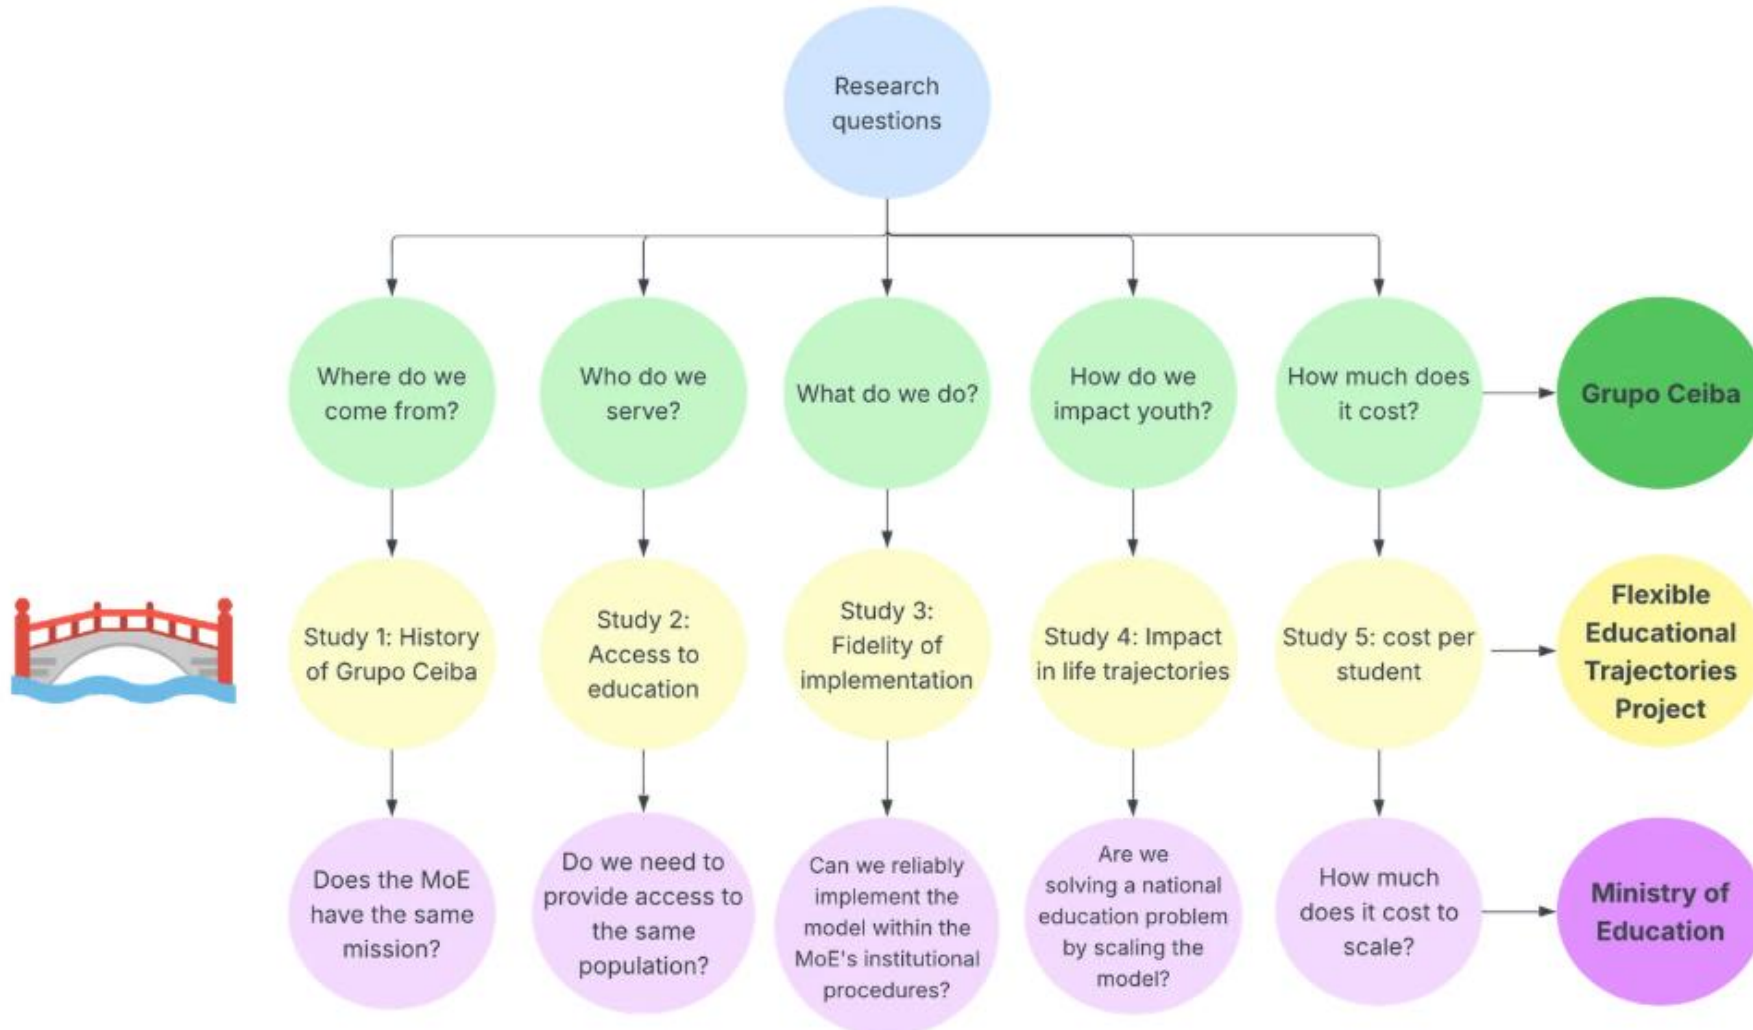 Research
questions
Where do we
come from?
Who do we
serve?
What do we do?
How do we
impact youth?
How much does
it cost?
Grupo Ceiba
Study 1: History
of Grupo Ceiba
Study 2:
Access to
education
Study 3:
Fidelity of
implementation
Study 4: Impact
in life trajectories
Study 5: cost per
student
Flexible
Educational
Trajectories
Project
Does the MoE
have the same
mission?
Do we need to
provide access to
the same
population?
Can we reliably
implement the
model within the
MoE's institutional
procedures?
Are we
solving a national
education problem
by scaling the
model?
How much
does it cost to
scale?
Ministry of
Education